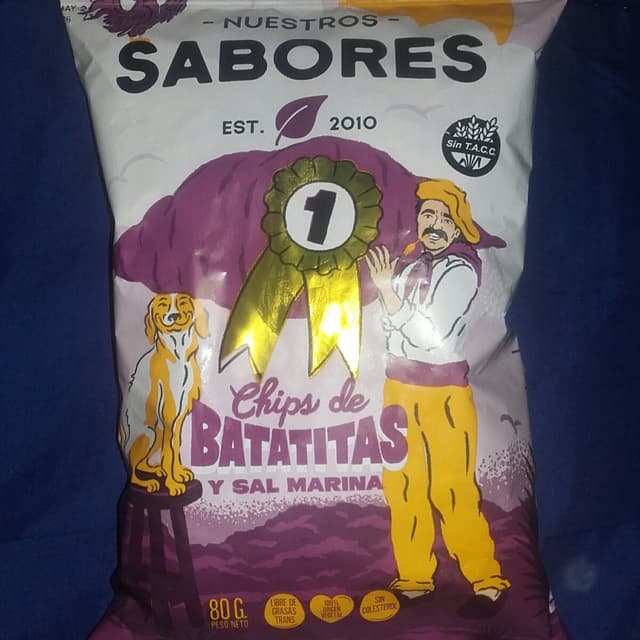 - NUESTROS -
SABORES
EST. 2010
Sin T.A.C.C.
1
Chips de
BATATITAS
Y SAL MARINA
80 G.
PESO NETO
LIBRE DE
GRASAS
TRANS
100%
ORIGEN
VEGETAL
SIN
COLESTEROL